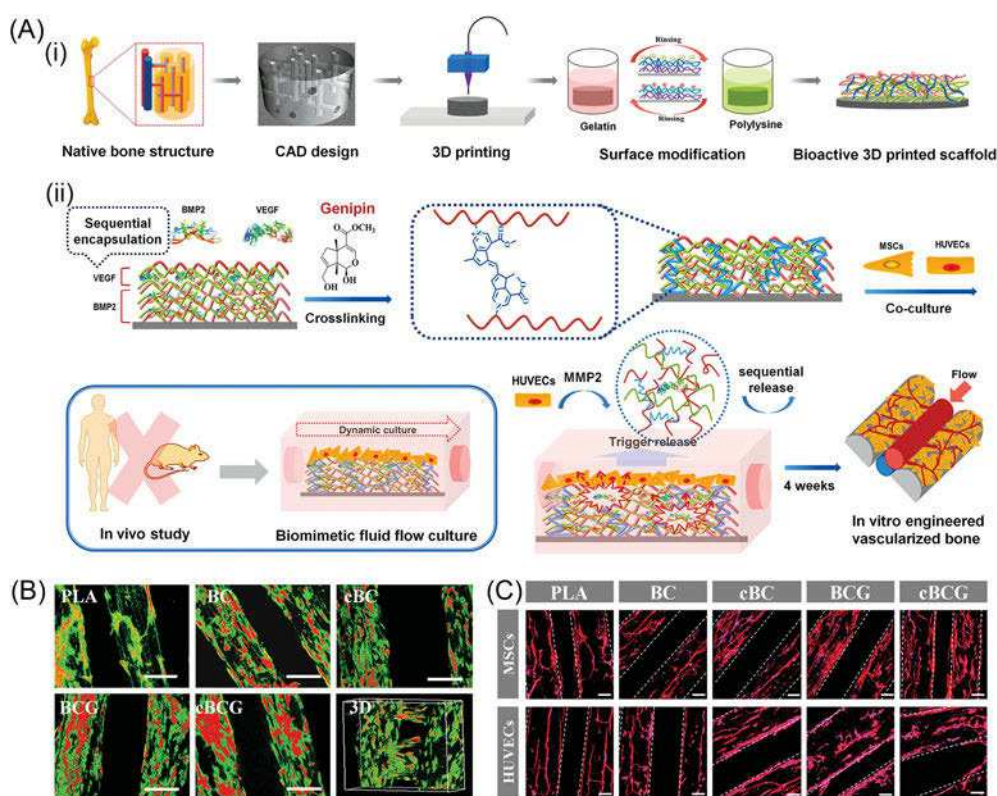 (A)
(i)
Native bone structure
CAD design
3D printing
Rinsing
Rinsing
Gelatin
Polylysine
Surface modification
Bioactive 3D printed scaffold
(ii)
Sequential
encapsulation
BMP2
VEGF
VEGF
BMP2
Genipin
O
OCH₃
O
OH
OH
Crosslinking
MSCs
HUVECs
Co-culture
In vivo study
Dynamic culture
Biomimetic fluid flow culture
HUVECs
MMP2
sequential
release
Trigger release
4 weeks
Flow
In vitro engineered
vascularized bone
(B)
PLA
BC
cBC
BCG
cBCG
3D
(C)
PLA
BC
cBC
BCG
cBCG
MSCs
HUVECs